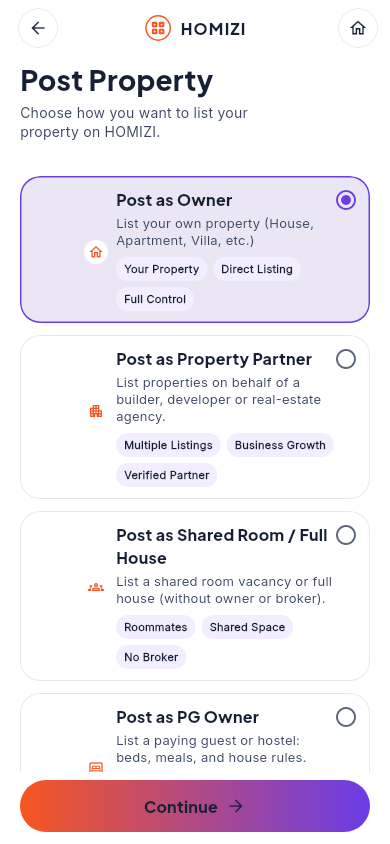 HOMIZI
Post Property
Choose how you want to list your
property on HOMIZI.
Post as Owner
List your own property (House,
Apartment, Villa, etc.)
Your Property
Direct Listing
Full Control
Post as Property Partner
List properties on behalf of a
builder, developer or real-estate
agency.
Multiple Listings
Business Growth
Verified Partner
Post as Shared Room / Full
House
List a shared room vacancy or full
house (without owner or broker).
Roommates
Shared Space
No Broker
Post as PG Owner
List a paying guest or hostel:
beds, meals, and house rules.
Continue